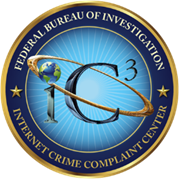 FEDERAL BUREAU OF INVESTIGATION
iC3
INTERNET CRIME COMPLAINT CENTER